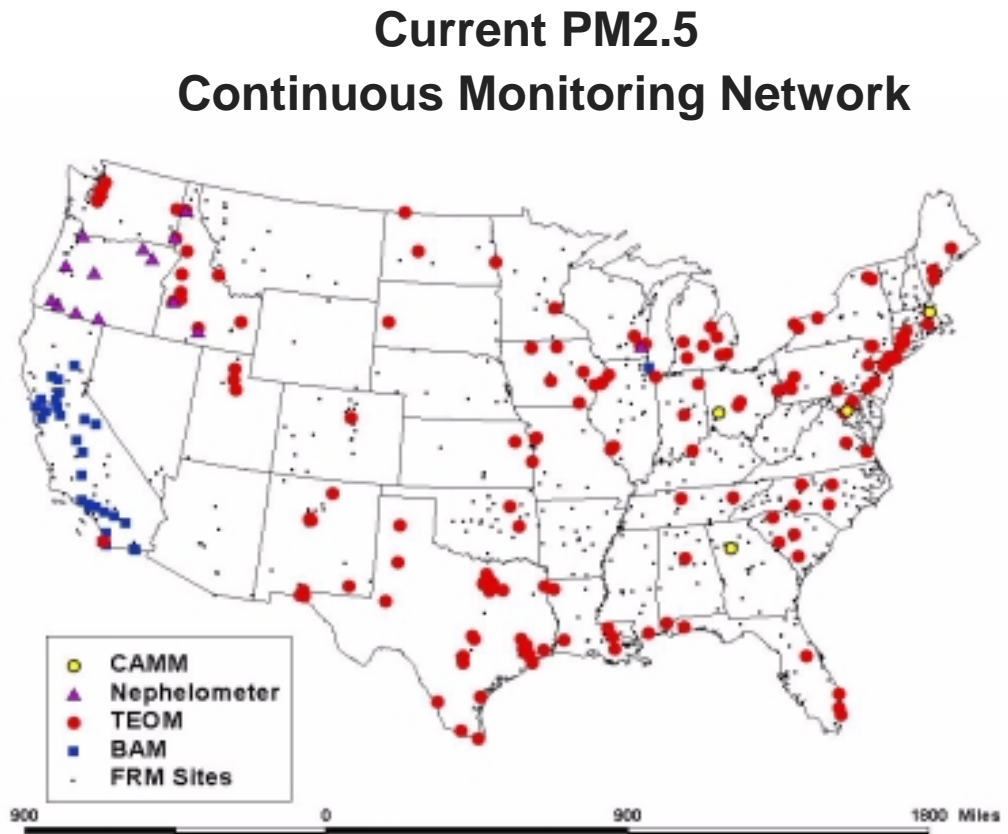 Current PM2.5
Continuous Monitoring Network
CAMM
Nephelometer
TEOM
BAM
FRM Sites
900 0 900 1800 Miles